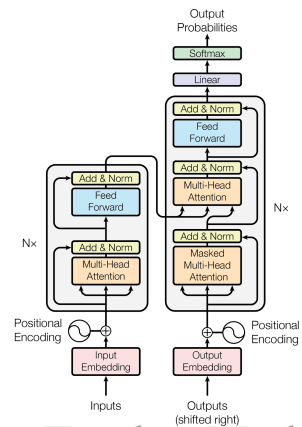 Output
Probabilities
Softmax
Linear
Add & Norm
Feed
Forward
Add & Norm
Multi-Head
Attention
Add & Norm
Masked
Multi-Head
Attention
N×
Add & Norm
Feed
Forward
N×
Add & Norm
Multi-Head
Attention
Positional
Encoding
Positional
Encoding
Input
Embedding
Output
Embedding
Inputs
Outputs
(shifted right)